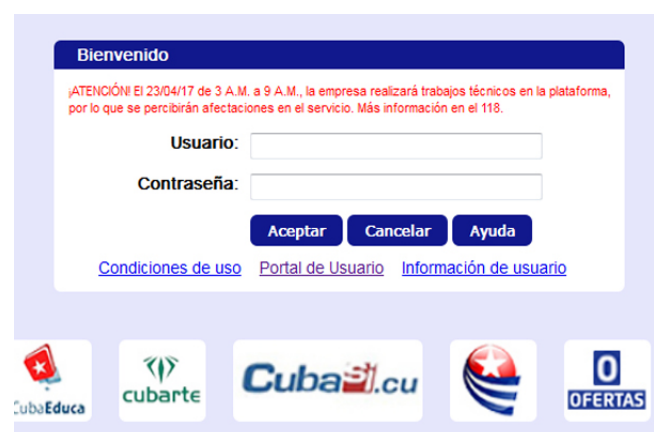 Bienvenido
¡ATENCIÓN! El 23/04/17 de 3 A.M. a 9 A.M., la empresa realizará trabajos técnicos en la plataforma,
por lo que se percibirán afectaciones en el servicio. Más información en el 118.
Usuario:
Contraseña:
Aceptar Cancelar Ayuda
Condiciones de uso Portal de Usuario Información de usuario
CubaEduca
cubarte
CubaSí.cu
0
OFERTAS